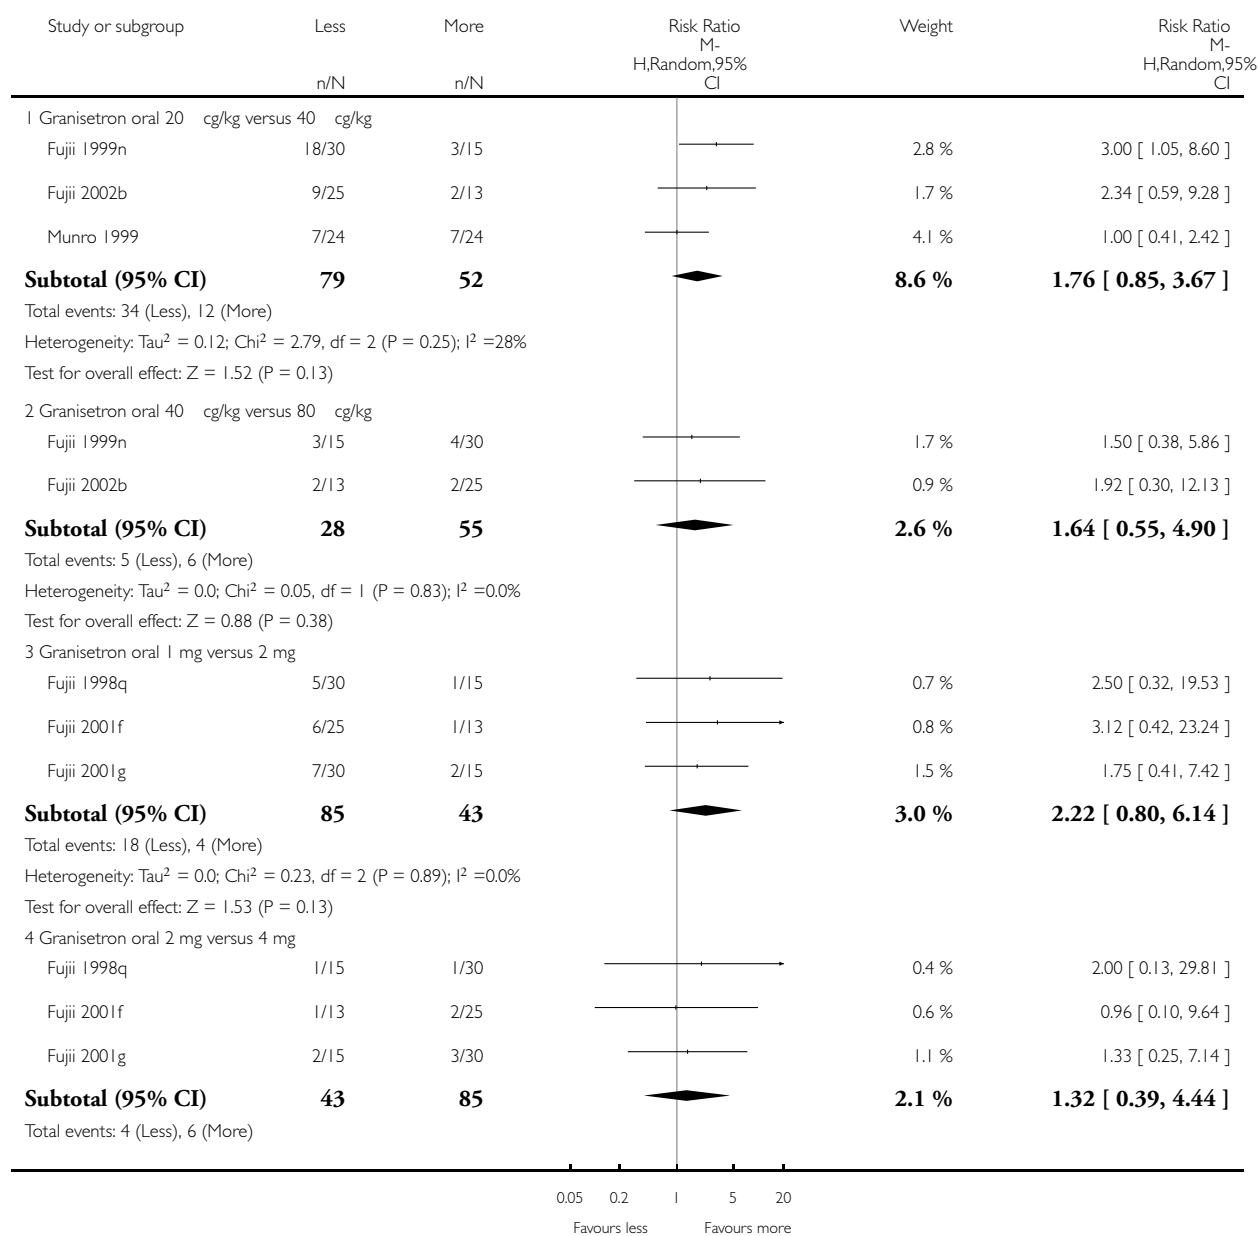 Study or subgroup Less More Risk Ratio Weight Risk Ratio
M- M-
H,Random,95% H,Random,95%
n/N n/N CI CI
1 Granisetron oral 20 cg/kg versus 40 cg/kg
Fujii 1999n 18/30 3/15 2.8 % 3.00 [ 1.05, 8.60 ]
Fujii 2002b 9/25 2/13 1.7 % 2.34 [ 0.59, 9.28 ]
Munro 1999 7/24 7/24 4.1 % 1.00 [ 0.41, 2.42 ]
Subtotal (95% CI) 79 52 8.6 % 1.76 [ 0.85, 3.67 ]
Total events: 34 (Less), 12 (More)
Heterogeneity: Tau² = 0.12; Chi² = 2.79, df = 2 (P = 0.25); I² =28%
Test for overall effect: Z = 1.52 (P = 0.13)
2 Granisetron oral 40 cg/kg versus 80 cg/kg
Fujii 1999n 3/15 4/30 1.7 % 1.50 [ 0.38, 5.86 ]
Fujii 2002b 2/13 2/25 0.9 % 1.92 [ 0.30, 12.13 ]
Subtotal (95% CI) 28 55 2.6 % 1.64 [ 0.55, 4.90 ]
Total events: 5 (Less), 6 (More)
Heterogeneity: Tau² = 0.0; Chi² = 0.05, df = 1 (P = 0.83); I² =0.0%
Test for overall effect: Z = 0.88 (P = 0.38)
3 Granisetron oral 1 mg versus 2 mg
Fujii 1998q 5/30 1/15 0.7 % 2.50 [ 0.32, 19.53 ]
Fujii 2001f 6/25 1/13 0.8 % 3.12 [ 0.42, 23.24 ]
Fujii 2001g 7/30 2/15 1.5 % 1.75 [ 0.41, 7.42 ]
Subtotal (95% CI) 85 43 3.0 % 2.22 [ 0.80, 6.14 ]
Total events: 18 (Less), 4 (More)
Heterogeneity: Tau² = 0.0; Chi² = 0.23, df = 2 (P = 0.89); I² =0.0%
Test for overall effect: Z = 1.53 (P = 0.13)
4 Granisetron oral 2 mg versus 4 mg
Fujii 1998q 1/15 1/30 0.4 % 2.00 [ 0.13, 29.81 ]
Fujii 2001f 1/13 2/25 0.6 % 0.96 [ 0.10, 9.64 ]
Fujii 2001g 2/15 3/30 1.1 % 1.33 [ 0.25, 7.14 ]
Subtotal (95% CI) 43 85 2.1 % 1.32 [ 0.39, 4.44 ]
Total events: 4 (Less), 6 (More)
0.05 0.2 1 5 20
Favours less Favours more